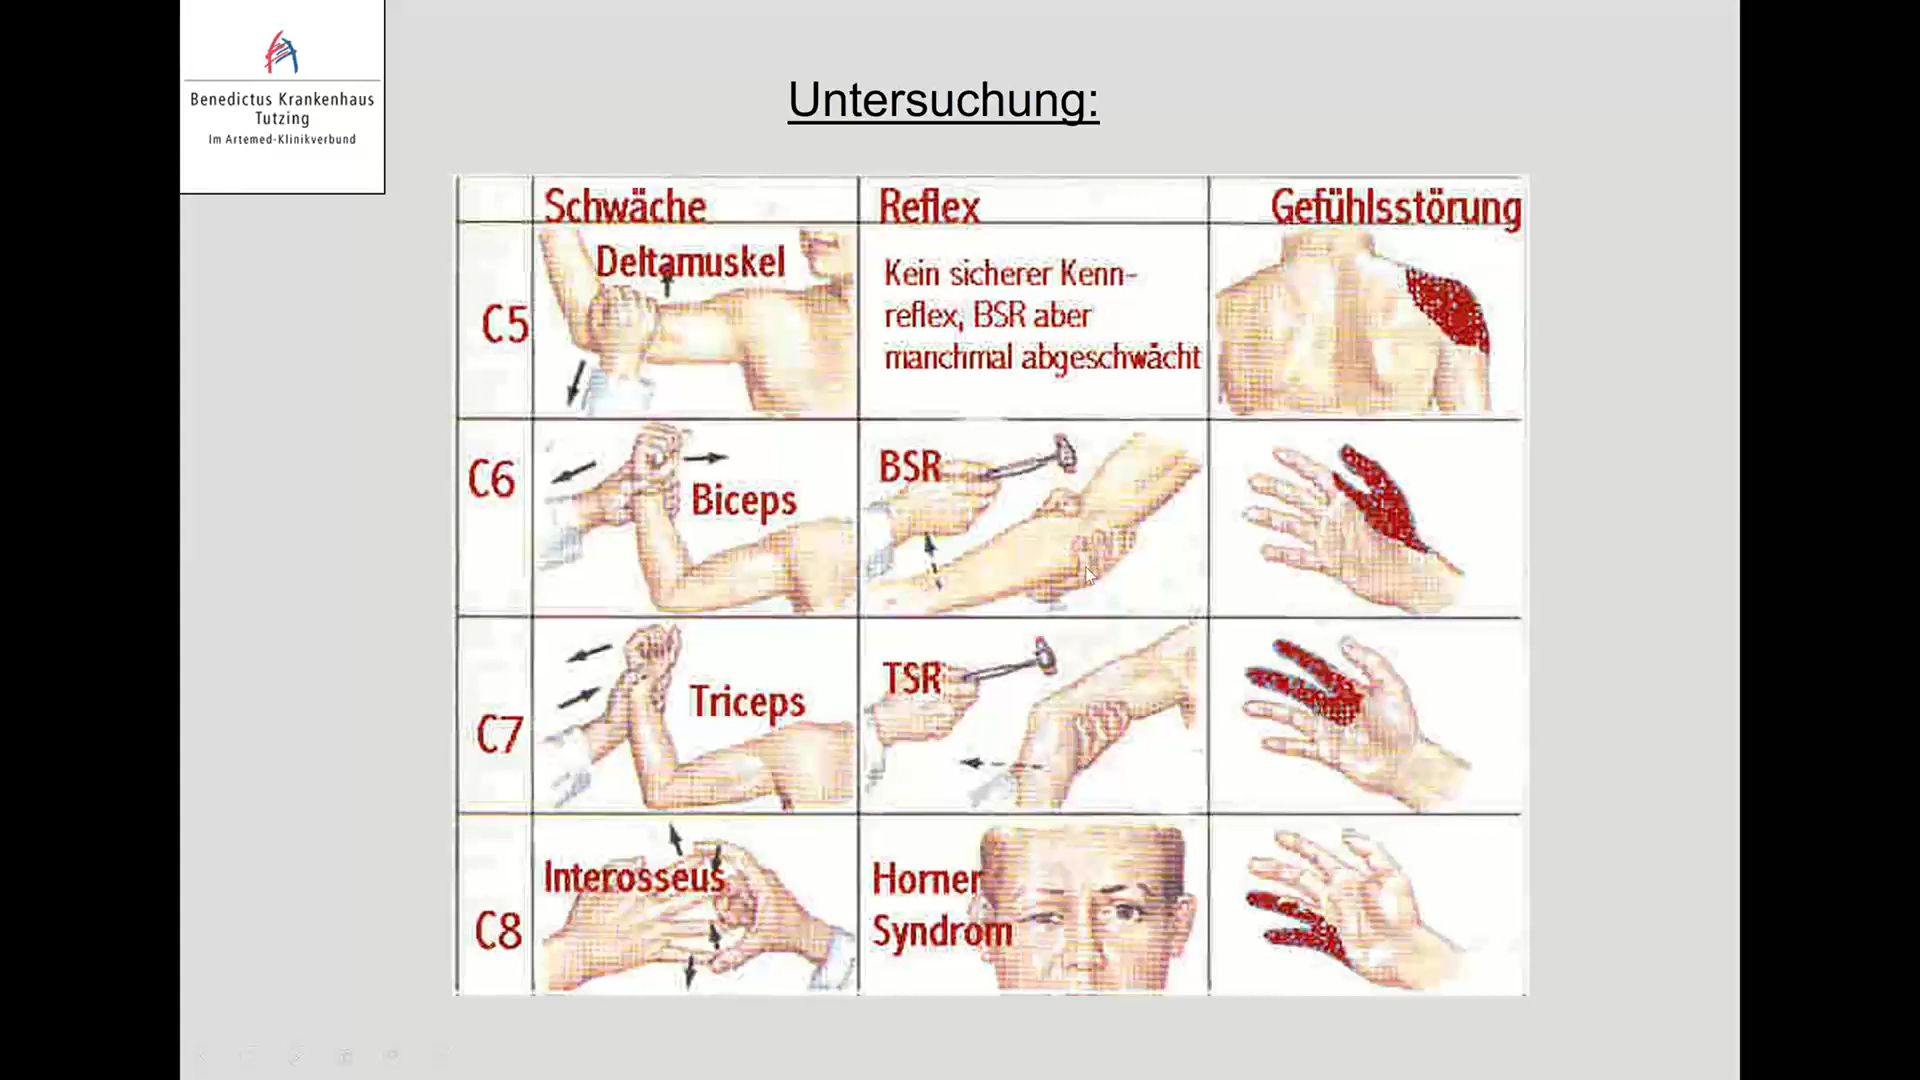 Benedictus Krankenhaus
Tutzing
Im Artemed-Klinikverbund
Untersuchung:
Schwäche Reflex Gefühlsstörung
C5
Deltamuskel
Kein sicherer Kenn-
reflex, BSR aber
manchmal abgeschwächt
C6
Biceps
BSR
C7
Triceps
TSR
C8
Interosseus
Horner
Syndrom